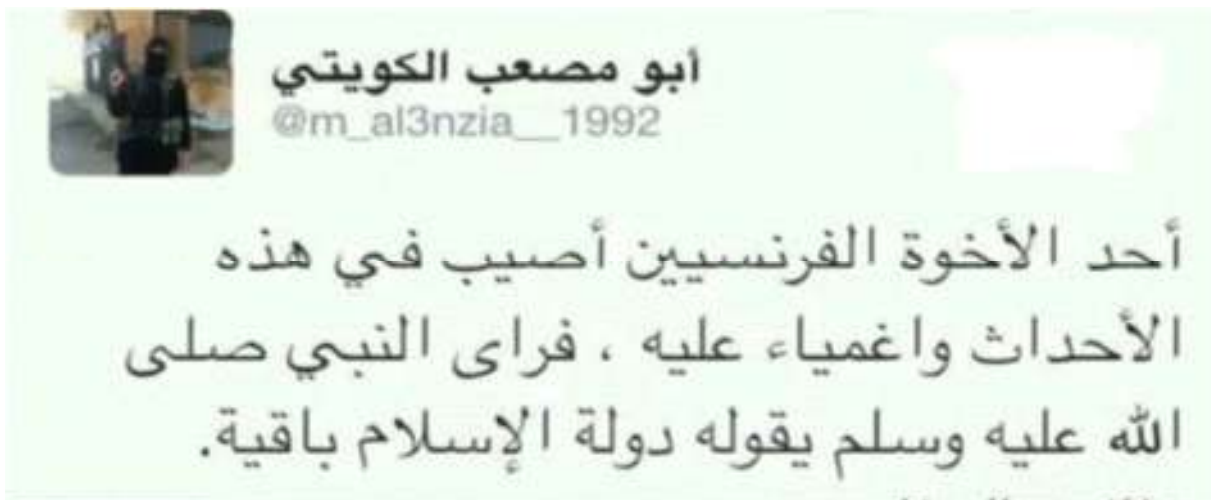 أبو مصعب الكويتي
@m_al3nzia__1992
أحد الأخوة الفرنسيين أصيب في هذه
الأحداث واغمياء عليه ، فراى النبي صلى
الله عليه وسلم يقوله دولة الإسلام باقية.